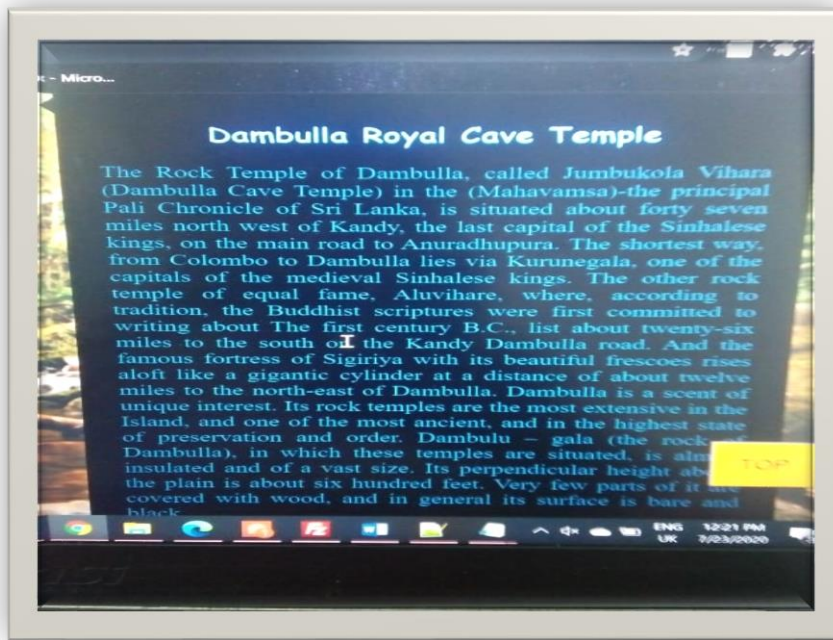 - Micro...
Dambulla Royal Cave Temple
The Rock Temple of Dambulla, called Jumbukola Vihara
(Dambulla Cave Temple) in the (Mahavamsa)-the principal
Pali Chronicle of Sri Lanka, is situated about forty seven
miles north west of Kandy, the last capital of the Sinhalese
kings, on the main road to Anuradhupura. The shortest way,
from Colombo to Dambulla lies via Kurunegala, one of the
capitals of the medieval Sinhalese kings. The other rock
temple of equal fame, Aluvihare, where, according to
tradition, the Buddhist scriptures were first committed to
writing about The first century B.C., list about twenty-six
miles to the south of the Kandy Dambulla road. And the
famous fortress of Sigiriya with its beautiful frescoes rises
aloft like a gigantic cylinder at a distance of about twelve
miles to the north-east of Dambulla. Dambulla is a scent of
unique interest. Its rock temples are the most extensive in the
Island, and one of the most ancient, and in the highest state
of preservation and order. Dambulu – gala (the rock of
Dambulla), in which these temples are situated, is
insulated and of a vast size. Its perpendicular height
the plain is about six hundred feet. Very few parts of it are
covered with wood, and in general its surface is bare and
black
TOP
ENG 12:21 PM
UK 7/23/2020